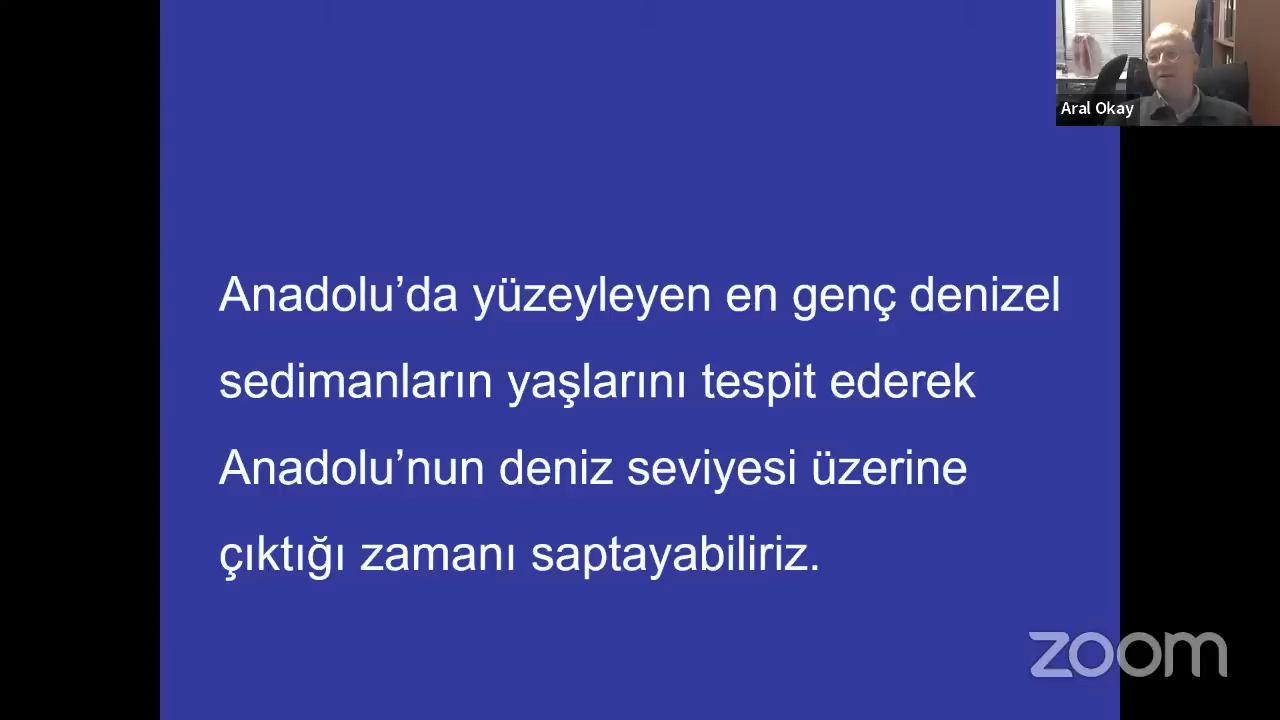 Aral Okay
Anadolu’da yüzeyleyen en genç denizel
sedimanların yaşlarını tespit ederek
Anadolu’nun deniz seviyesi üzerine
çıktığı zamanı saptayabiliriz.
zoom